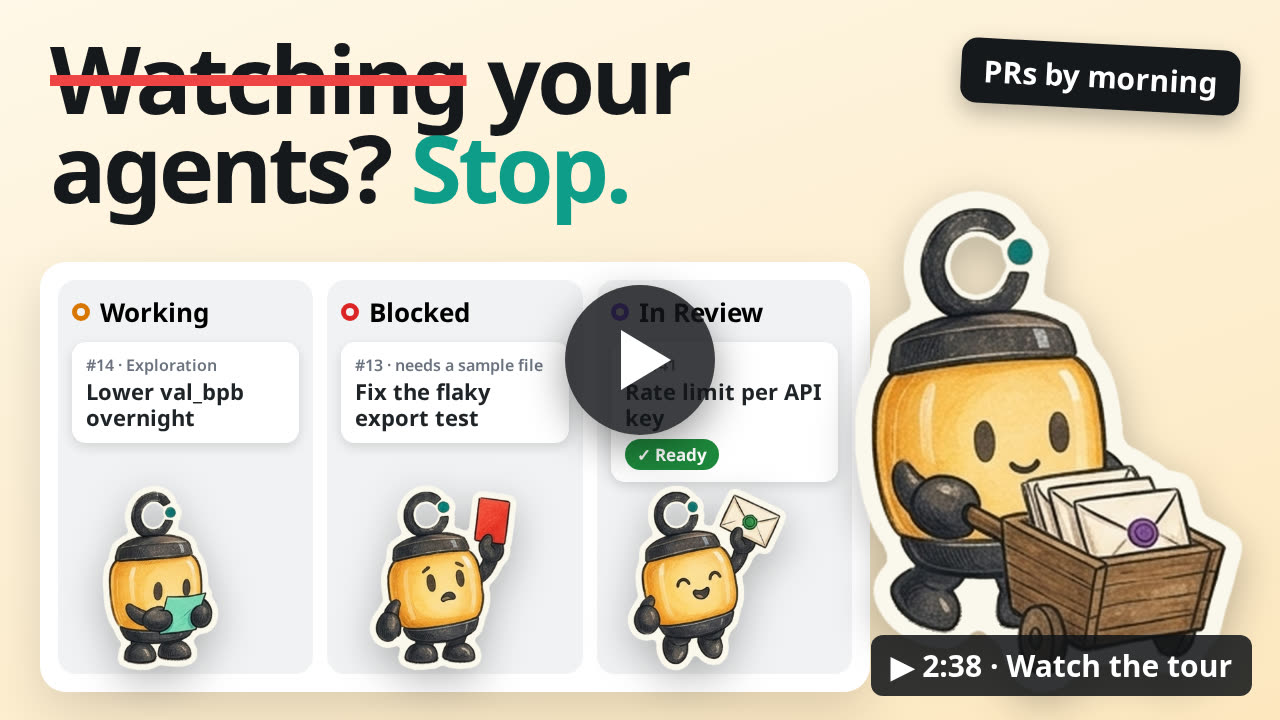 Watching your
agents? Stop.
PRs by morning
Working
#14 · Exploration
Lower val_bpb
overnight
Blocked
#13 · needs a sample file
Fix the flaky
export test
In Review
Rate limit per API
key
✓ Ready
▶ 2:38 · Watch the tour